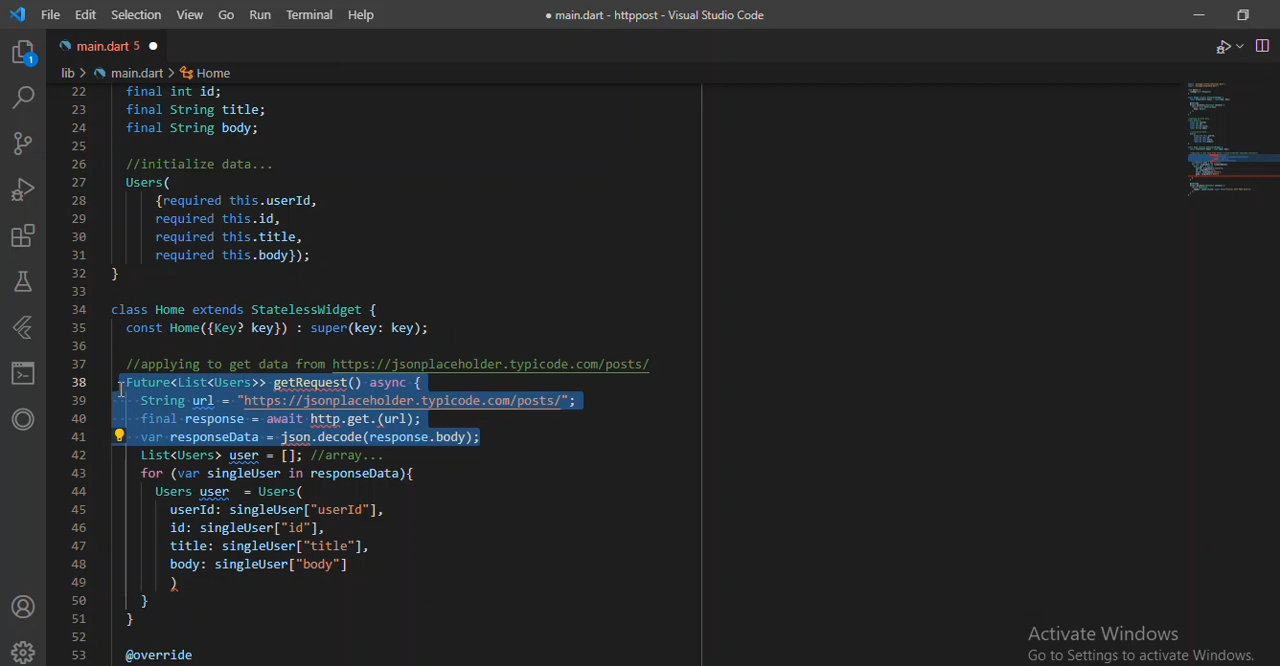 File Edit Selection View Go Run Terminal Help
● main.dart - httppost - Visual Studio Code
main.dart 5 ●
lib > main.dart > Home
1
22 final int id;
23 final String title;
24 final String body;
25
26 //initialize data...
27 Users(
28 {required this.userId,
29 required this.id,
30 required this.title,
31 required this.body});
32 }
33
34 class Home extends StatelessWidget {
35 const Home({Key? key}) : super(key: key);
36
37 //applying to get data from https://jsonplaceholder.typicode.com/posts/
38 Future<List<Users>> getRequest() async {
39 String url = "https://jsonplaceholder.typicode.com/posts/";
40 final response = await http.get.(url);
41 var responseData = json.decode(response.body);
42 List<Users> user = []; //array...
43 for (var singleUser in responseData){
44 Users user  = Users(
45 userId: singleUser["userId"],
46 id: singleUser["id"],
47 title: singleUser["title"],
48 body: singleUser["body"]
49 )
50 }
51 }
52
53 @override
Activate Windows
Go to Settings to activate Windows.